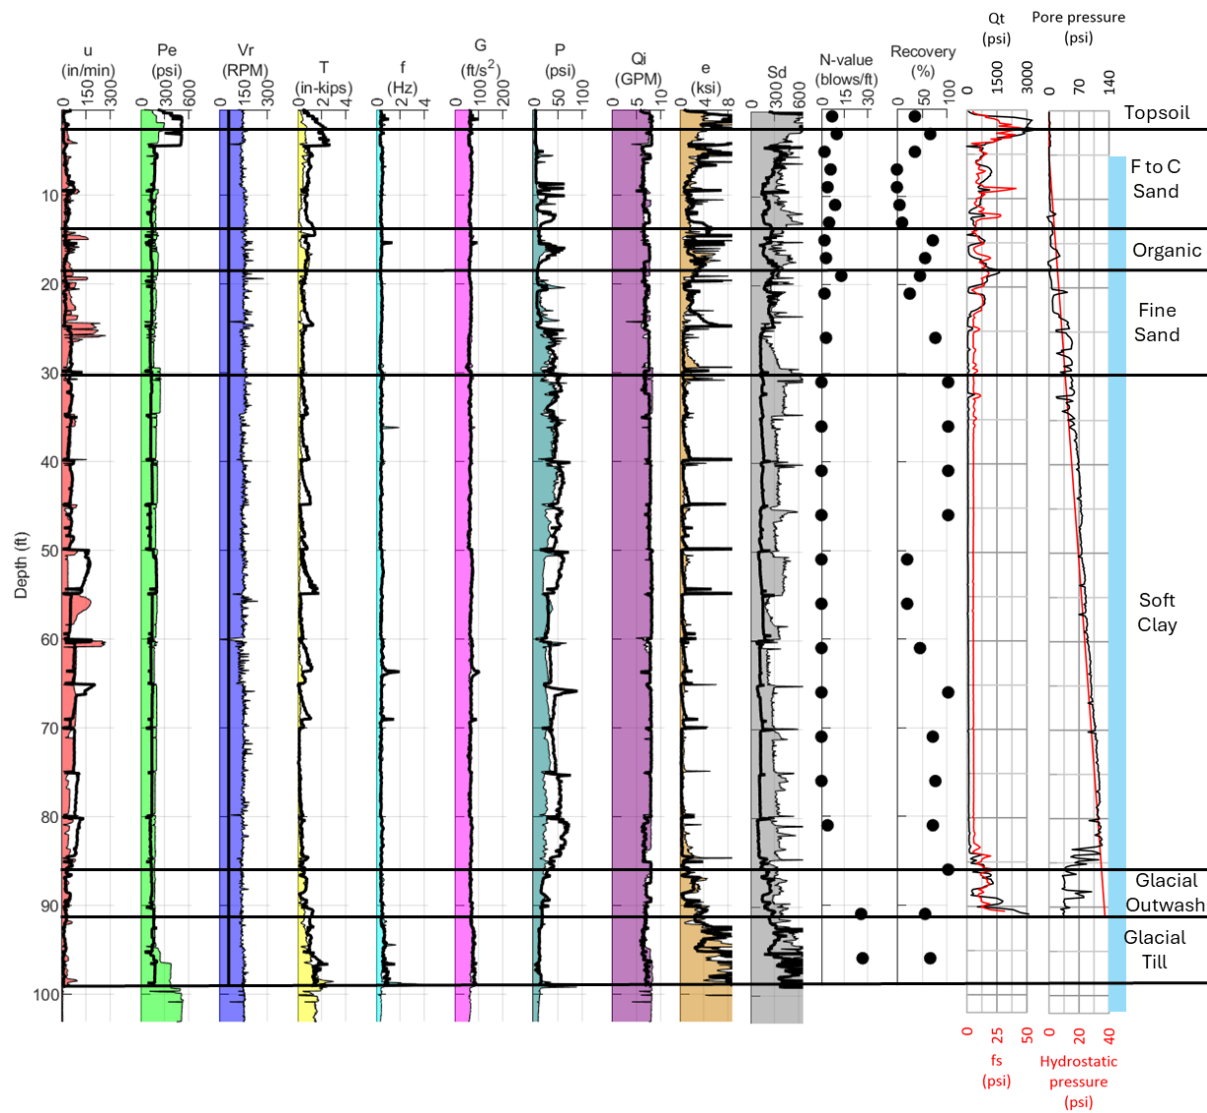 Qt
(psi)
Pore pressure
(psi)
u
(in/min)
Pe
(psi)
Vr
(RPM)
T
(in-kips)
f
(Hz)
G
(ft/s²)
P
(psi)
Qi
(GPM)
e
(ksi)
Sd
N-value
(blows/ft)
Recovery
(%)
0 150 300
0 300 600
0 150 300
0 2 4
0 2 4
0 100 200
0 50 100
0 5 10
0 4 8
0 300 600
0 15 30
0 50 100
0 1500 3000
0 70 140
Topsoil
F to C
Sand
10
Organic
20
Fine
Sand
30
40
50
Depth (ft)
60
Soft
Clay
70
80
Glacial
Outwash
90
Glacial
Till
100
0 25 50
0 20 40
fs
(psi)
Hydrostatic
pressure
(psi)